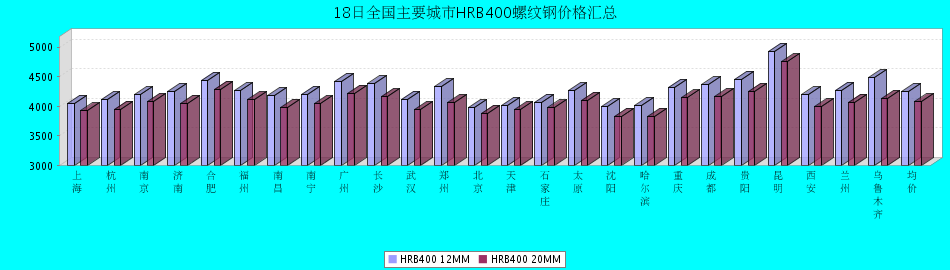 18日全国主要城市HRB400螺纹钢价格汇总
5000
4500
4000
3500
3000
上海
杭州
南京
济南
合肥
福州
南昌
南宁
广州
长沙
武汉
郑州
北京
天津
石家庄
太原
沈阳
哈尔滨
重庆
成都
贵阳
昆明
西安
兰州
乌鲁木齐
均价
HRB400 12MM
HRB400 20MM